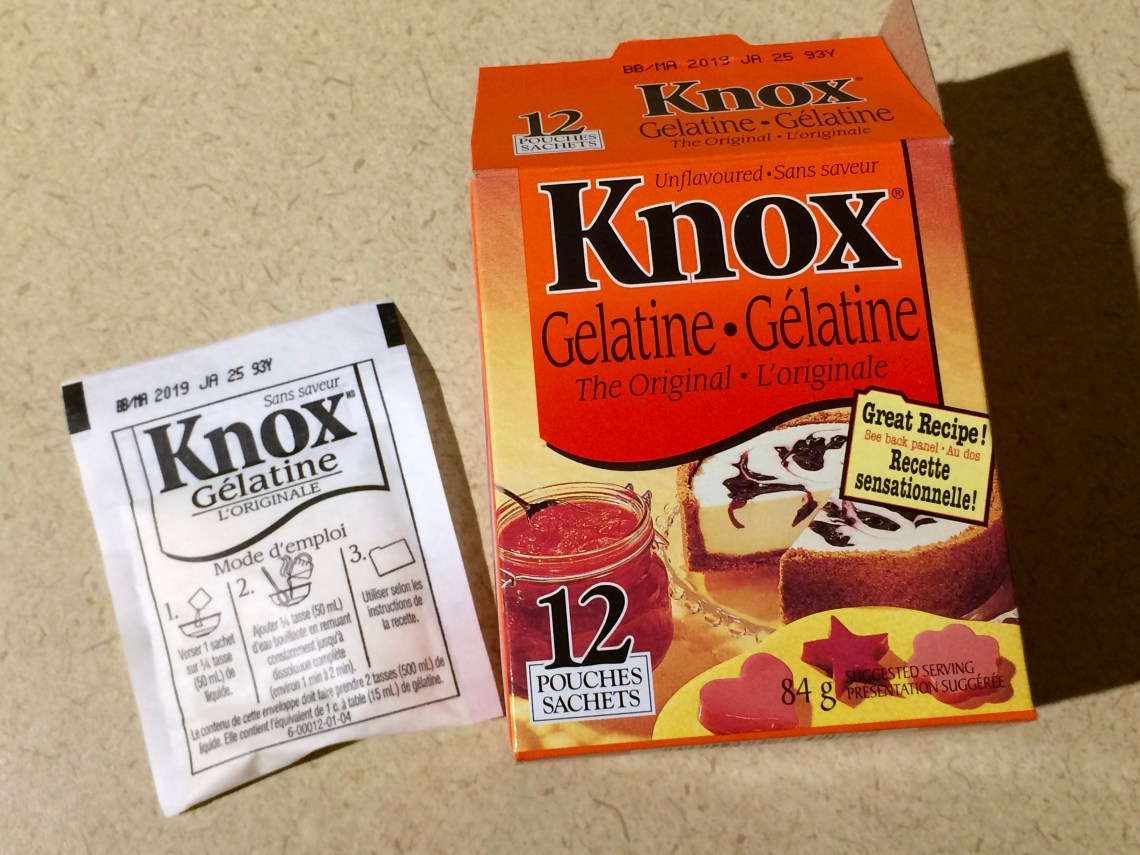 BB/MA 2019 JA 25 93Y
Knox
Gelatine • Gélatine
The Original • L'originale
12
POUCHES
SACHETS
Unflavoured • Sans saveur
Knox®
Gelatine • Gélatine
The Original • L'originale
Great Recipe!
See back panel • Au dos
Recette
sensationnelle!
12
POUCHES
SACHETS
84 g
SUGGESTED SERVING
PRÉSENTATION SUGGÉRÉE
BB/MA 2019 JA 25 93Y
Sans saveur
Knox MD
Gélatine
L'ORIGINALE
Mode d'emploi
1.
Verser 1 sachet
sur ¼ tasse
(50 mL) de
liquide.
2.
Ajouter ¼ tasse (50 mL)
d'eau bouillante en remuant
constamment jusqu'à
dissolution complète
(environ 1 min à 2 min).
3.
Utiliser selon les
instructions de
la recette.
Le contenu de cette enveloppe doit faire prendre 2 tasses (500 mL) de
liquide. Elle contient l'équivalent de 1 c. à table (15 mL) de gélatine.
6-00012-01-04